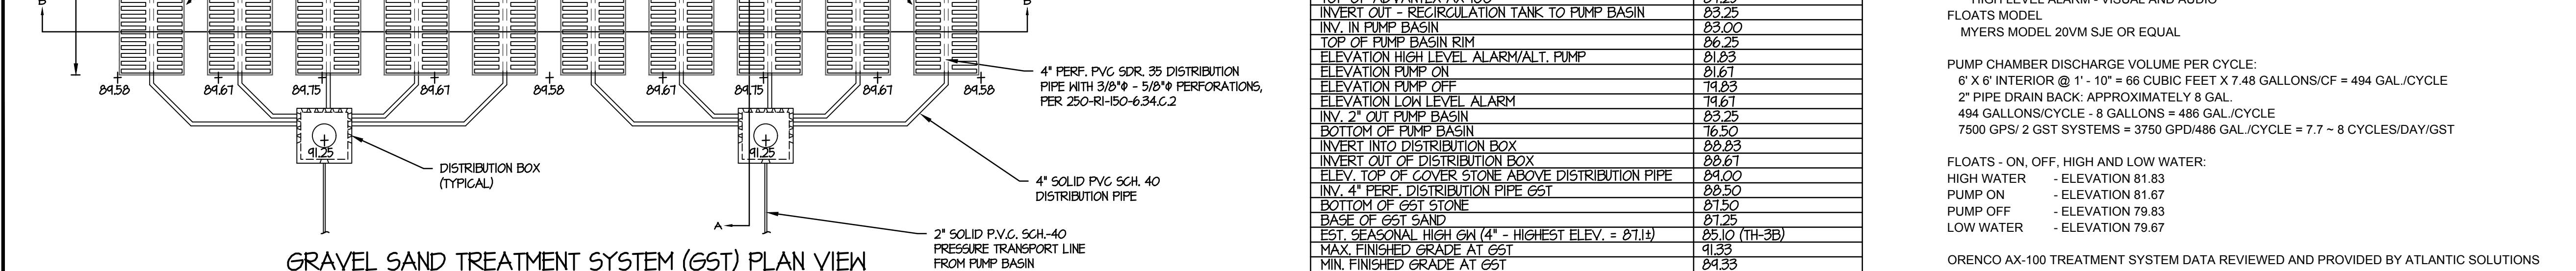 B
B
89.58
89.67
89.75
89.67
89.58
89.67
89.75
89.67
89.58
91.25
91.25
4" PERF. PVC SDR. 35 DISTRIBUTION
PIPE WITH 3/8"Φ - 5/8"Φ PERFORATIONS,
PER 250-RI-150-6.34.C.2
DISTRIBUTION BOX
(TYPICAL)
4" SOLID PVC SCH. 40
DISTRIBUTION PIPE
A
2" SOLID P.V.C. SCH.-40
PRESSURE TRANSPORT LINE
FROM PUMP BASIN
GRAVEL SAND TREATMENT SYSTEM (GST) PLAN VIEW
INVERT OUT - RECIRCULATION TANK TO PUMP BASIN 83.25
INV. IN PUMP BASIN 83.00
TOP OF PUMP BASIN RIM 86.25
ELEVATION HIGH LEVEL ALARM/ALT. PUMP 81.83
ELEVATION PUMP ON 81.67
ELEVATION PUMP OFF 79.83
ELEVATION LOW LEVEL ALARM 79.67
INV. 2" OUT PUMP BASIN 83.25
BOTTOM OF PUMP BASIN 76.50
INVERT INTO DISTRIBUTION BOX 88.83
INVERT OUT OF DISTRIBUTION BOX 88.67
ELEV. TOP OF COVER STONE ABOVE DISTRIBUTION PIPE 89.00
INV. 4" PERF. DISTRIBUTION PIPE GST 88.50
BOTTOM OF GST STONE 87.50
BASE OF GST SAND 87.25
EST. SEASONAL HIGH GW (4" - HIGHEST ELEV. = 87.1±) 85.10 (TH-3B)
MAX. FINISHED GRADE AT GST 91.33
MIN. FINISHED GRADE AT GST 89.33
HIGH LEVEL ALARM - VISUAL AND AUDIO
FLOATS MODEL
MYERS MODEL 20VM SJE OR EQUAL
PUMP CHAMBER DISCHARGE VOLUME PER CYCLE:
6' X 6' INTERIOR @ 1' - 10" = 66 CUBIC FEET X 7.48 GALLONS/CF = 494 GAL./CYCLE
2" PIPE DRAIN BACK: APPROXIMATELY 8 GAL.
494 GALLONS/CYCLE - 8 GALLONS = 486 GAL./CYCLE
7500 GPS/ 2 GST SYSTEMS = 3750 GPD/486 GAL./CYCLE = 7.7 ~ 8 CYCLES/DAY/GST
FLOATS - ON, OFF, HIGH AND LOW WATER:
HIGH WATER - ELEVATION 81.83
PUMP ON - ELEVATION 81.67
PUMP OFF - ELEVATION 79.83
LOW WATER - ELEVATION 79.67
ORENCO AX-100 TREATMENT SYSTEM DATA REVIEWED AND PROVIDED BY ATLANTIC SOLUTIONS